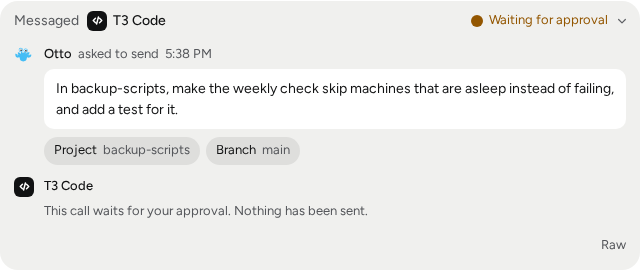 Messaged T3 Code Waiting for approval
Otto asked to send 5:38 PM
In backup-scripts, make the weekly check skip machines that are asleep instead of failing,
and add a test for it.
Project backup-scripts Branch main
T3 Code
This call waits for your approval. Nothing has been sent.
Raw